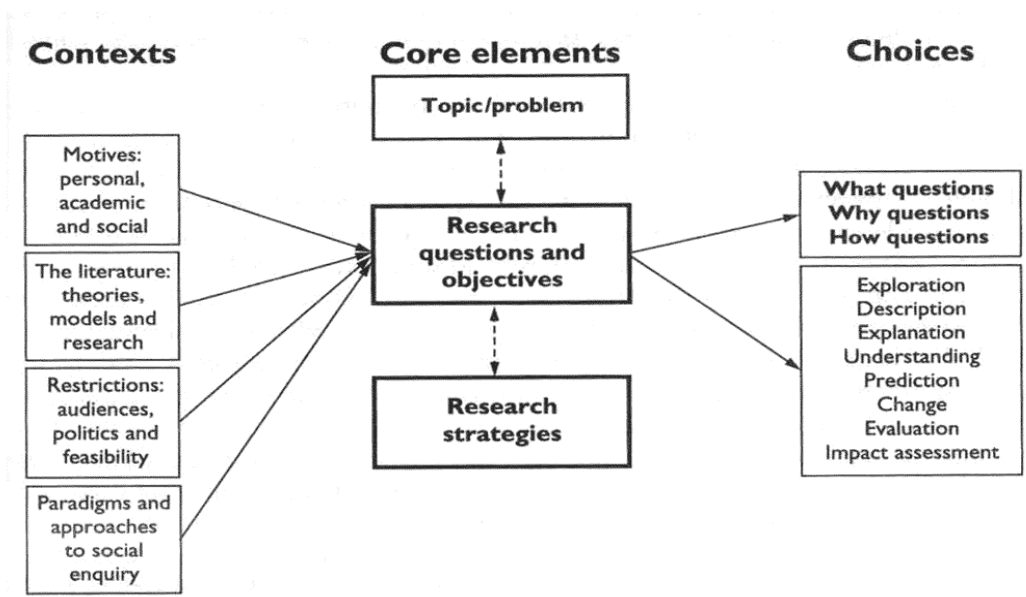 Contexts
Core elements
Choices
Motives:
personal,
academic
and social
The literature:
theories,
models and
research
Restrictions:
audiences,
politics and
feasibility
Paradigms and
approaches
to social
enquiry
Topic/problem
Research
questions and
objectives
Research
strategies
What questions
Why questions
How questions
Exploration
Description
Explanation
Understanding
Prediction
Change
Evaluation
Impact assessment